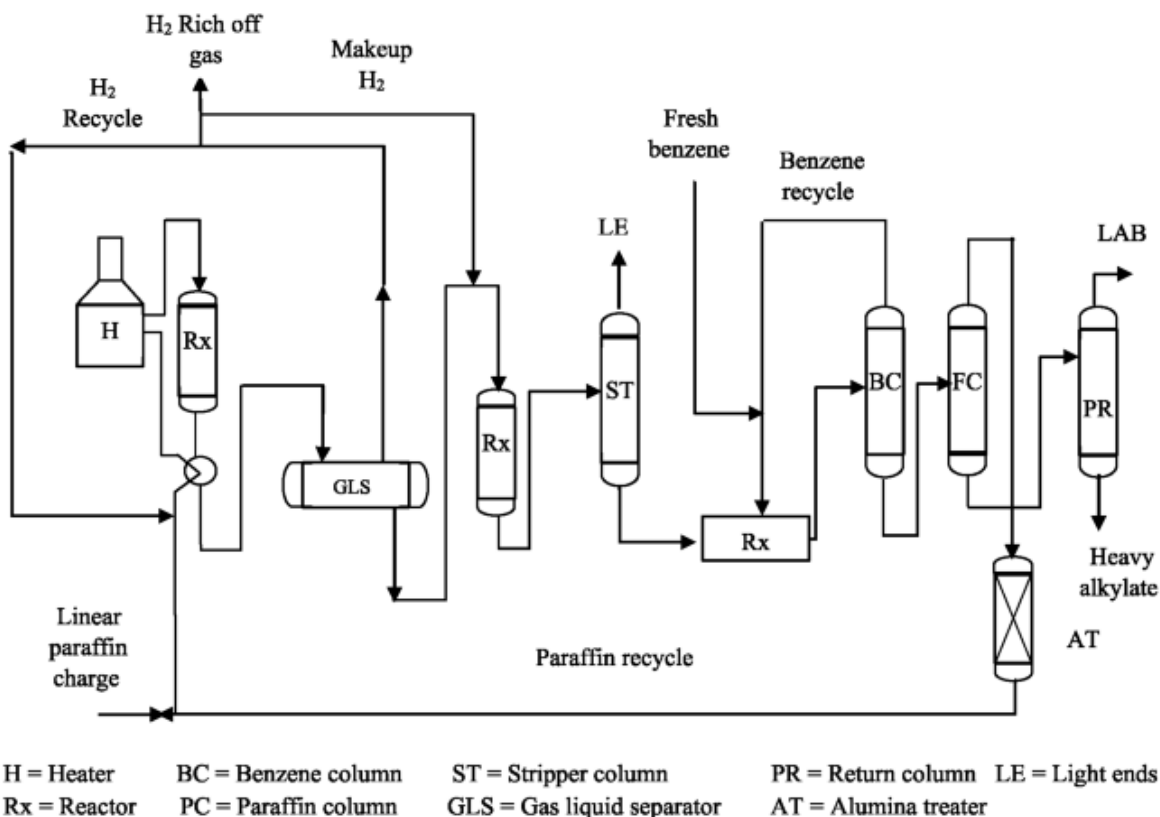 H₂ Rich off
gas
Makeup
H₂
H₂
Recycle
Fresh
benzene
Benzene
recycle
LE
LAB
H
Rx
ST
BC
FC
PR
Rx
GLS
Rx
Heavy
alkylate
Linear
paraffin
charge
AT
Paraffin recycle
H = Heater BC = Benzene column ST = Stripper column PR = Return column LE = Light ends
Rx = Reactor PC = Paraffin column GLS = Gas liquid separator AT = Alumina treater